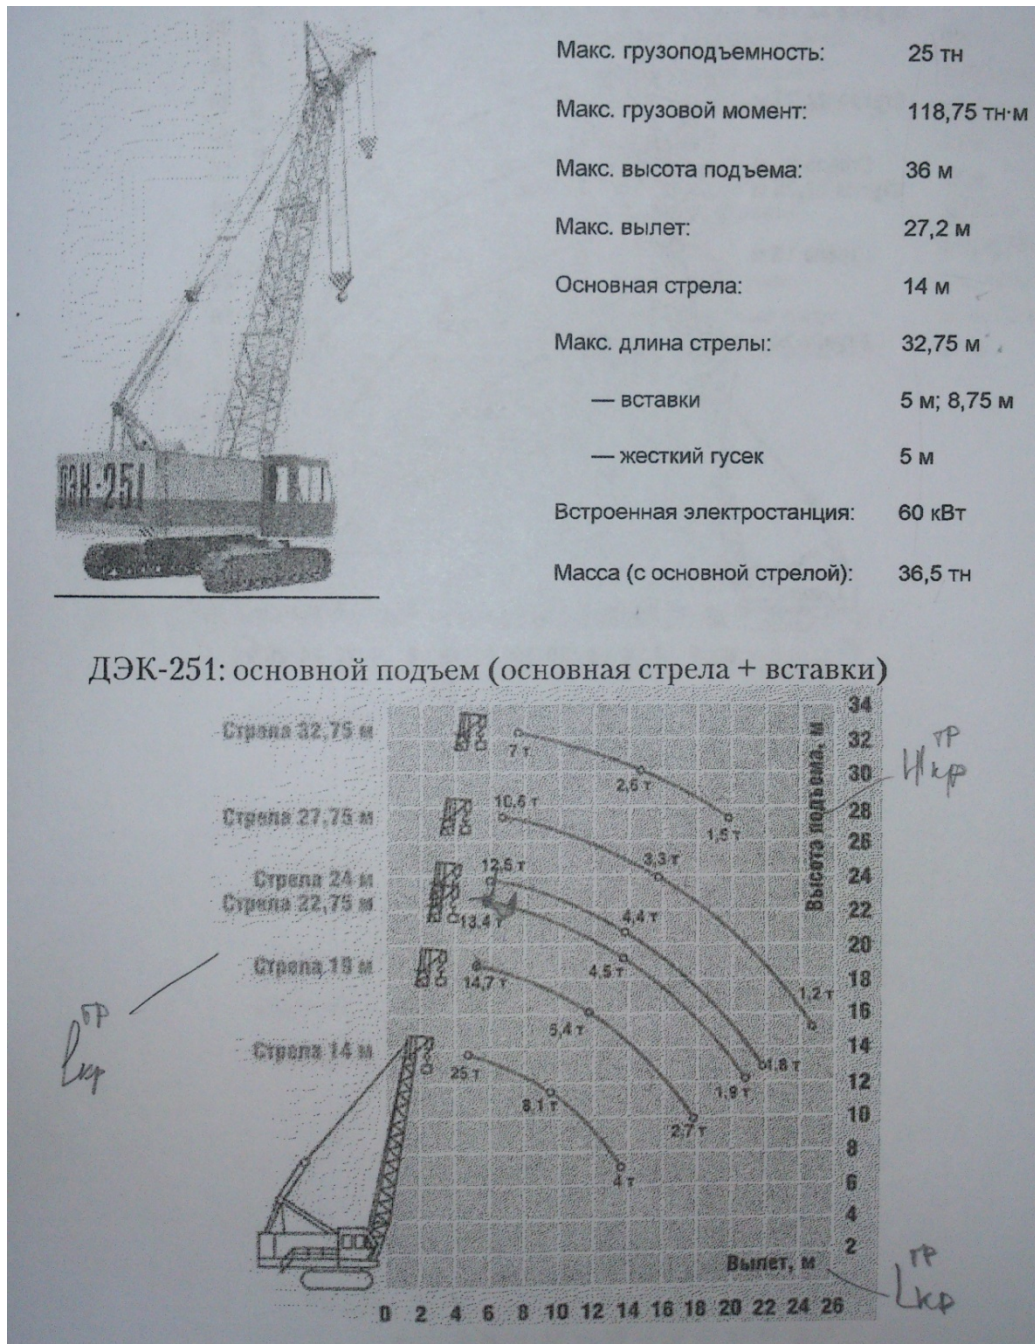 Макс. грузоподъемность: 25 тн
Макс. грузовой момент: 118,75 тн·м
Макс. высота подъема: 36 м
Макс. вылет: 27,2 м
Основная стрела: 14 м
Макс. длина стрелы: 32,75 м
— вставки 5 м; 8,75 м
— жесткий гусек 5 м
Встроенная электростанция: 60 кВт
Масса (с основной стрелой): 36,5 тн
ДЭК-251
ДЭК-251: основной подъем (основная стрела + вставки)
Стрела 32,75 м
7 т
2,6 т
1,5 т
Стрела 27,75 м
10,6 т
3,3 т
1,2 т
Стрела 24 м
12,6 т
4,4 т
1,8 т
Стрела 22,75 м
13.4 т
4.5 т
1,9 т
Стрела 19 м
14,7 т
5,4 т
2,7 т
Стрела 14 м
25 т
8.1 т
4 т
34
32
30
28
26
24
22
20
18
16
14
12
10
8
6
4
2
Высота подъема, м
Hкр тр
lкр тр
Вылет, м
Lкр тр
0 2 4 6 8 10 12 14 16 18 20 22 24 26